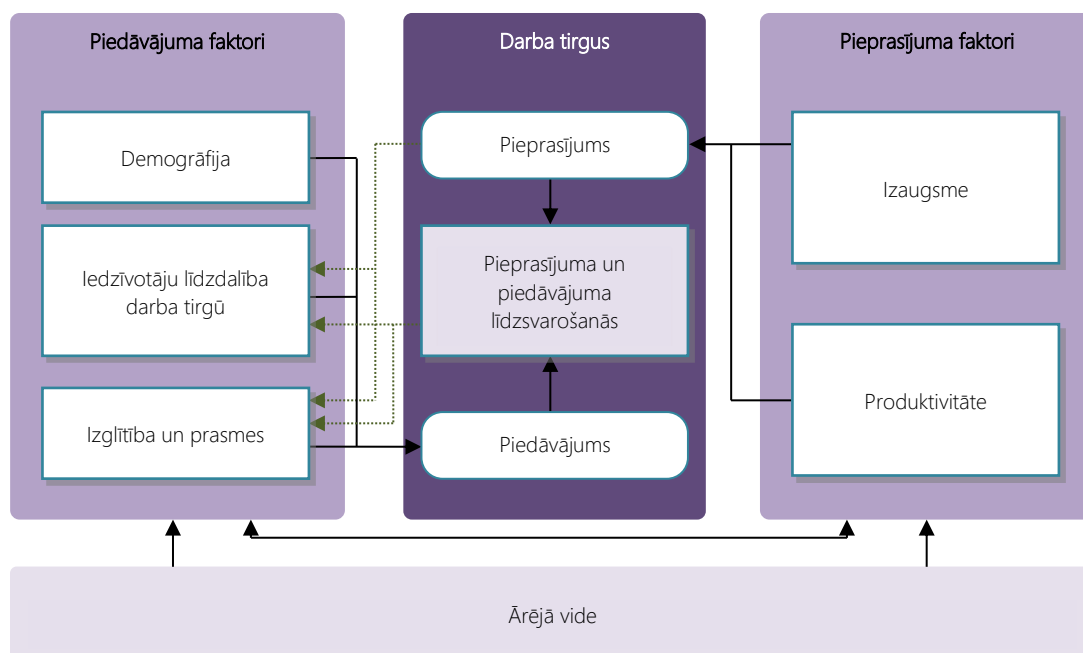 Piedāvājuma faktori
Demogrāfija
Iedzīvotāju līdzdalība
darba tirgū
Izglītība un prasmes
Darba tirgus
Pieprasījums
Pieprasījuma un
piedāvājuma
līdzsvarošanās
Piedāvājums
Pieprasījuma faktori
Izaugsme
Produktivitāte
Ārējā vide